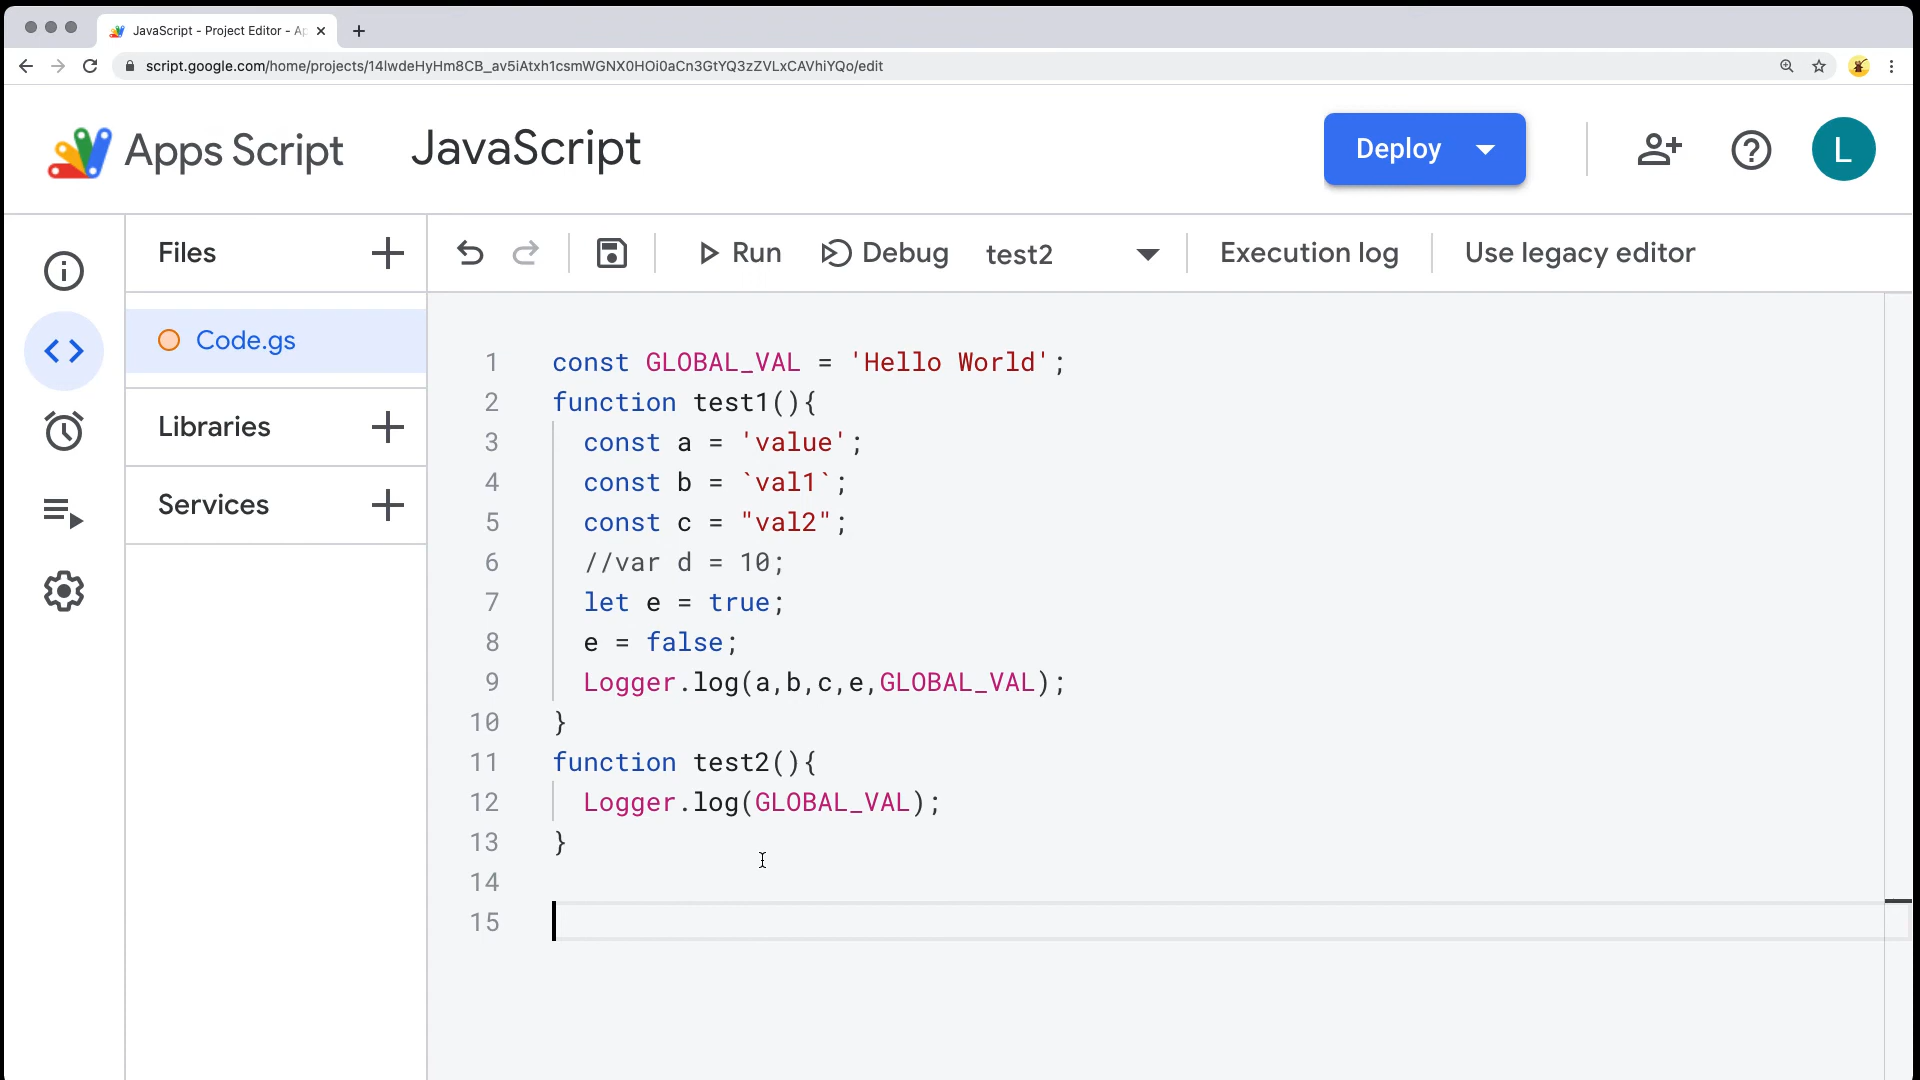 JavaScript - Project Editor - Ap
script.google.com/home/projects/14lwdeHyHm8CB_av5iAtxh1csmWGNX0HOi0aCn3GtYQ3zZVLxCAVhiYQo/edit
Apps Script JavaScript Deploy L
Files Run Debug test2 Execution log Use legacy editor
Code.gs
Libraries
Services
1 const GLOBAL_VAL = 'Hello World';
2 function test1(){
3 const a = 'value';
4 const b = `val1`;
5 const c = "val2";
6 //var d = 10;
7 let e = true;
8 e = false;
9 Logger.log(a,b,c,e,GLOBAL_VAL);
10 }
11 function test2(){
12 Logger.log(GLOBAL_VAL);
13 }
14
15